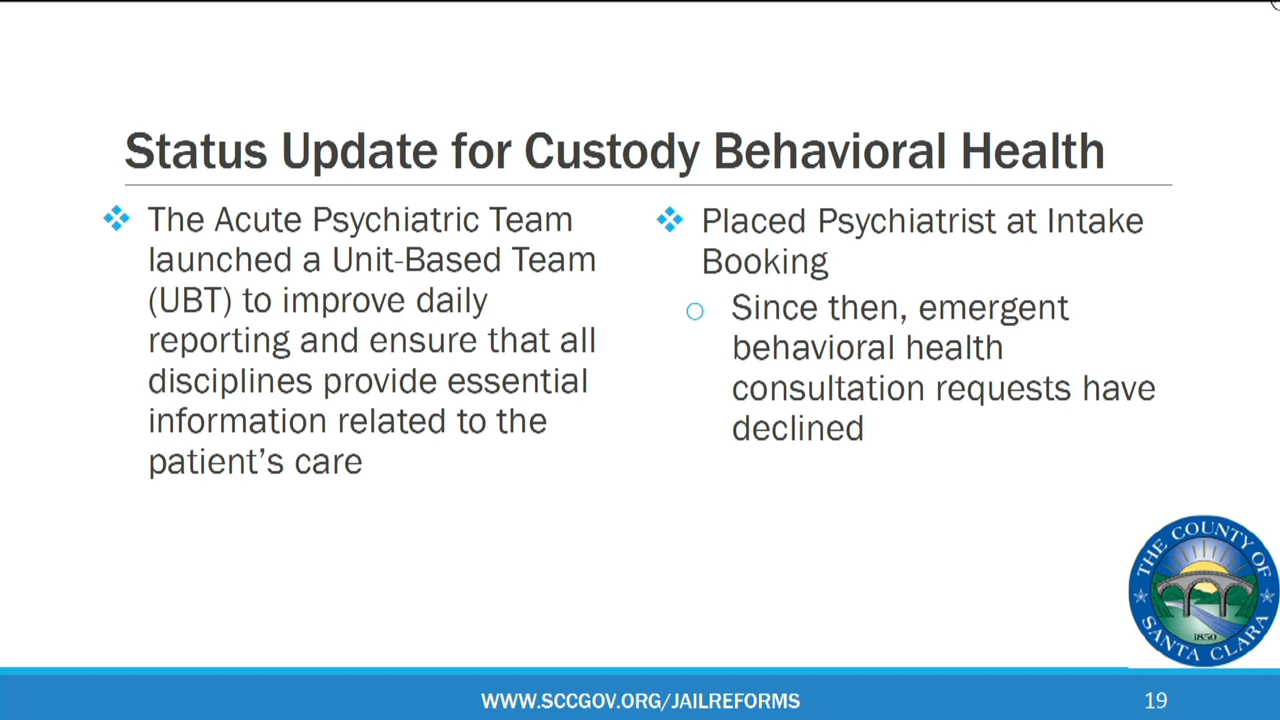 Status Update for Custody Behavioral Health
❖ The Acute Psychiatric Team
launched a Unit-Based Team
(UBT) to improve daily
reporting and ensure that all
disciplines provide essential
information related to the
patient’s care
❖ Placed Psychiatrist at Intake
Booking
○ Since then, emergent
behavioral health
consultation requests have
declined
THE COUNTY OF
1850
SANTA CLARA
WWW.SCCGOV.ORG/JAILREFORMS
19